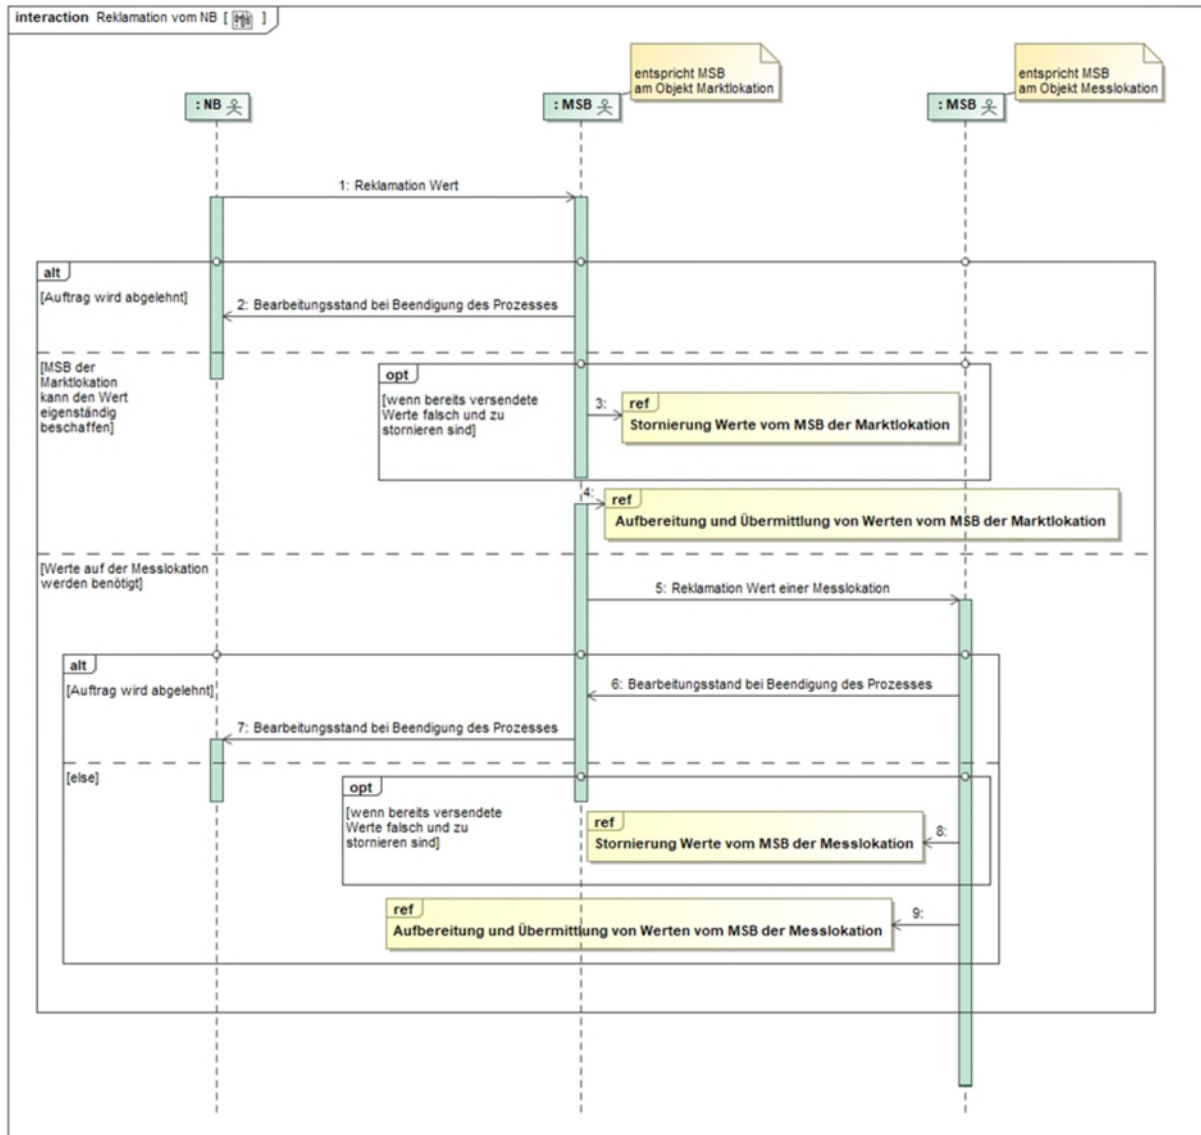 interaction Reklamation vom NB [ ]
entspricht MSB
am Objekt Marktlokation
entspricht MSB
am Objekt Messlokation
: NB
: MSB
: MSB
1: Reklamation Wert
alt
[Auftrag wird abgelehnt]
2: Bearbeitungsstand bei Beendigung des Prozesses
[MSB der
Marktlokation
kann den Wert
eigenständig
beschaffen]
opt
[wenn bereits versendete
Werte falsch und zu
stornieren sind]
3:
ref
Stornierung Werte vom MSB der Marktlokation
4:
ref
Aufbereitung und Übermittlung von Werten vom MSB der Marktlokation
[Werte auf der Messlokation
werden benötigt]
5: Reklamation Wert einer Messlokation
alt
[Auftrag wird abgelehnt]
6: Bearbeitungsstand bei Beendigung des Prozesses
7: Bearbeitungsstand bei Beendigung des Prozesses
[else]
opt
[wenn bereits versendete
Werte falsch und zu
stornieren sind]
ref
Stornierung Werte vom MSB der Messlokation
8:
ref
Aufbereitung und Übermittlung von Werten vom MSB der Messlokation
9: